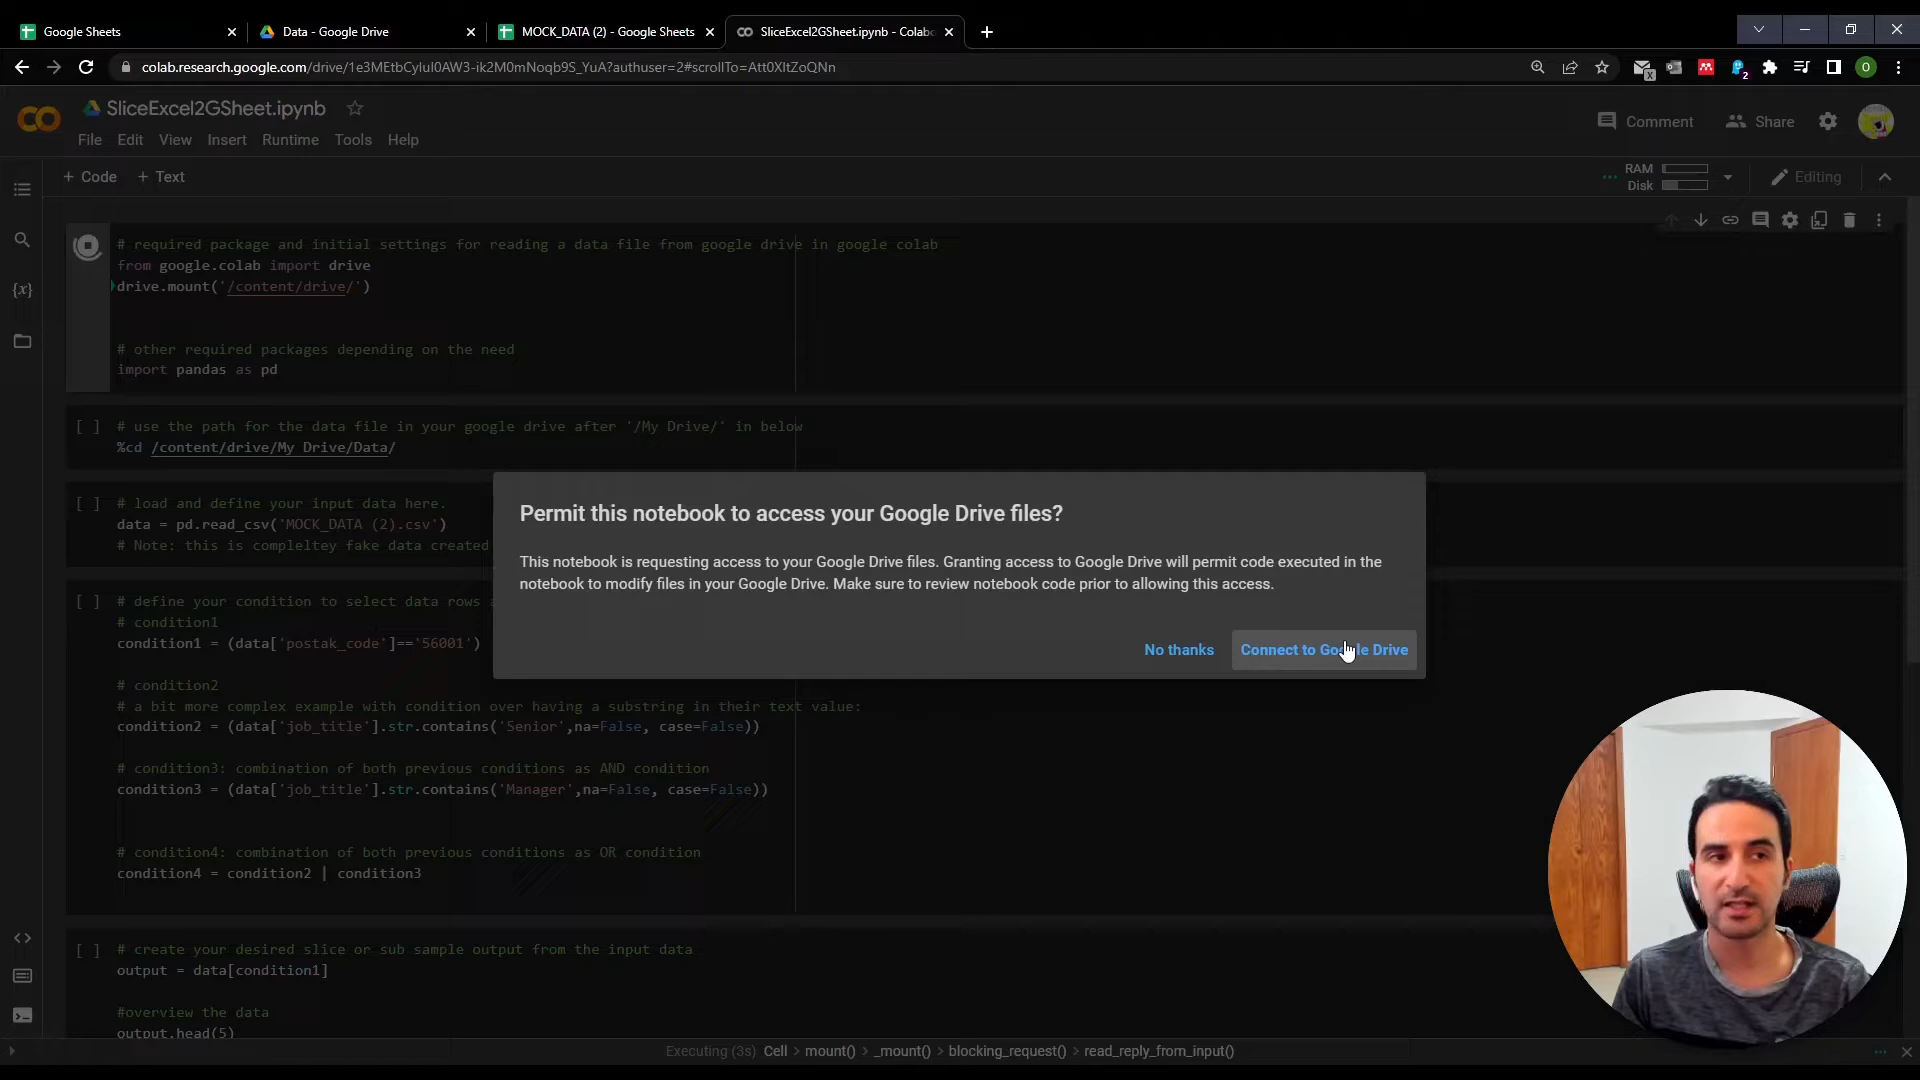 Google Sheets
Data - Google Drive
MOCK_DATA (2) - Google Sheets
SliceExcel2GSheet.ipynb - Colabo
colab.research.google.com/drive/1e3MEtbCyIuI0AW3-ik2M0mNoqb9S_YuA?authuser=2#scrollTo=Att0XItZoQNn
2
O
SliceExcel2GSheet.ipynb
File Edit View Insert Runtime Tools Help
Comment
Share
+ Code + Text
RAM
Disk
Editing
# required package and initial settings for reading a data file from google drive in google colab
from google.colab import drive
drive.mount('/content/drive/')
# other required packages depending on the need
import pandas as pd
[ ] # use the path for the data file in your google drive after '/My Drive/' in below
%cd /content/drive/My Drive/Data/
[ ] # load and define your input data here.
data = pd.read_csv('MOCK_DATA (2).csv')
# Note: this is compleltey fake data created
Permit this notebook to access your Google Drive files?
This notebook is requesting access to your Google Drive files. Granting access to Google Drive will permit code executed in the
notebook to modify files in your Google Drive. Make sure to review notebook code prior to allowing this access.
No thanks
Connect to Google Drive
[ ] # define your condition to select data rows
# condition1
condition1 = (data['postak_code']=='56001')
# condition2
# a bit more complex example with condition over having a substring in their text value:
condition2 = (data['job_title'].str.contains('Senior',na=False, case=False))
# condition3: combination of both previous conditions as AND condition
condition3 = (data['job_title'].str.contains('Manager',na=False, case=False))
# condition4: combination of both previous conditions as OR condition
condition4 = condition2 | condition3
[ ] # create your desired slice or sub sample output from the input data
output = data[condition1]
#overview the data
output.head(5)
Executing (3s) Cell > mount() > _mount() > blocking_request() > read_reply_from_input()